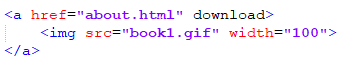 <a href="about.html" download>
<img src="book1.gif" width="100">
</a>